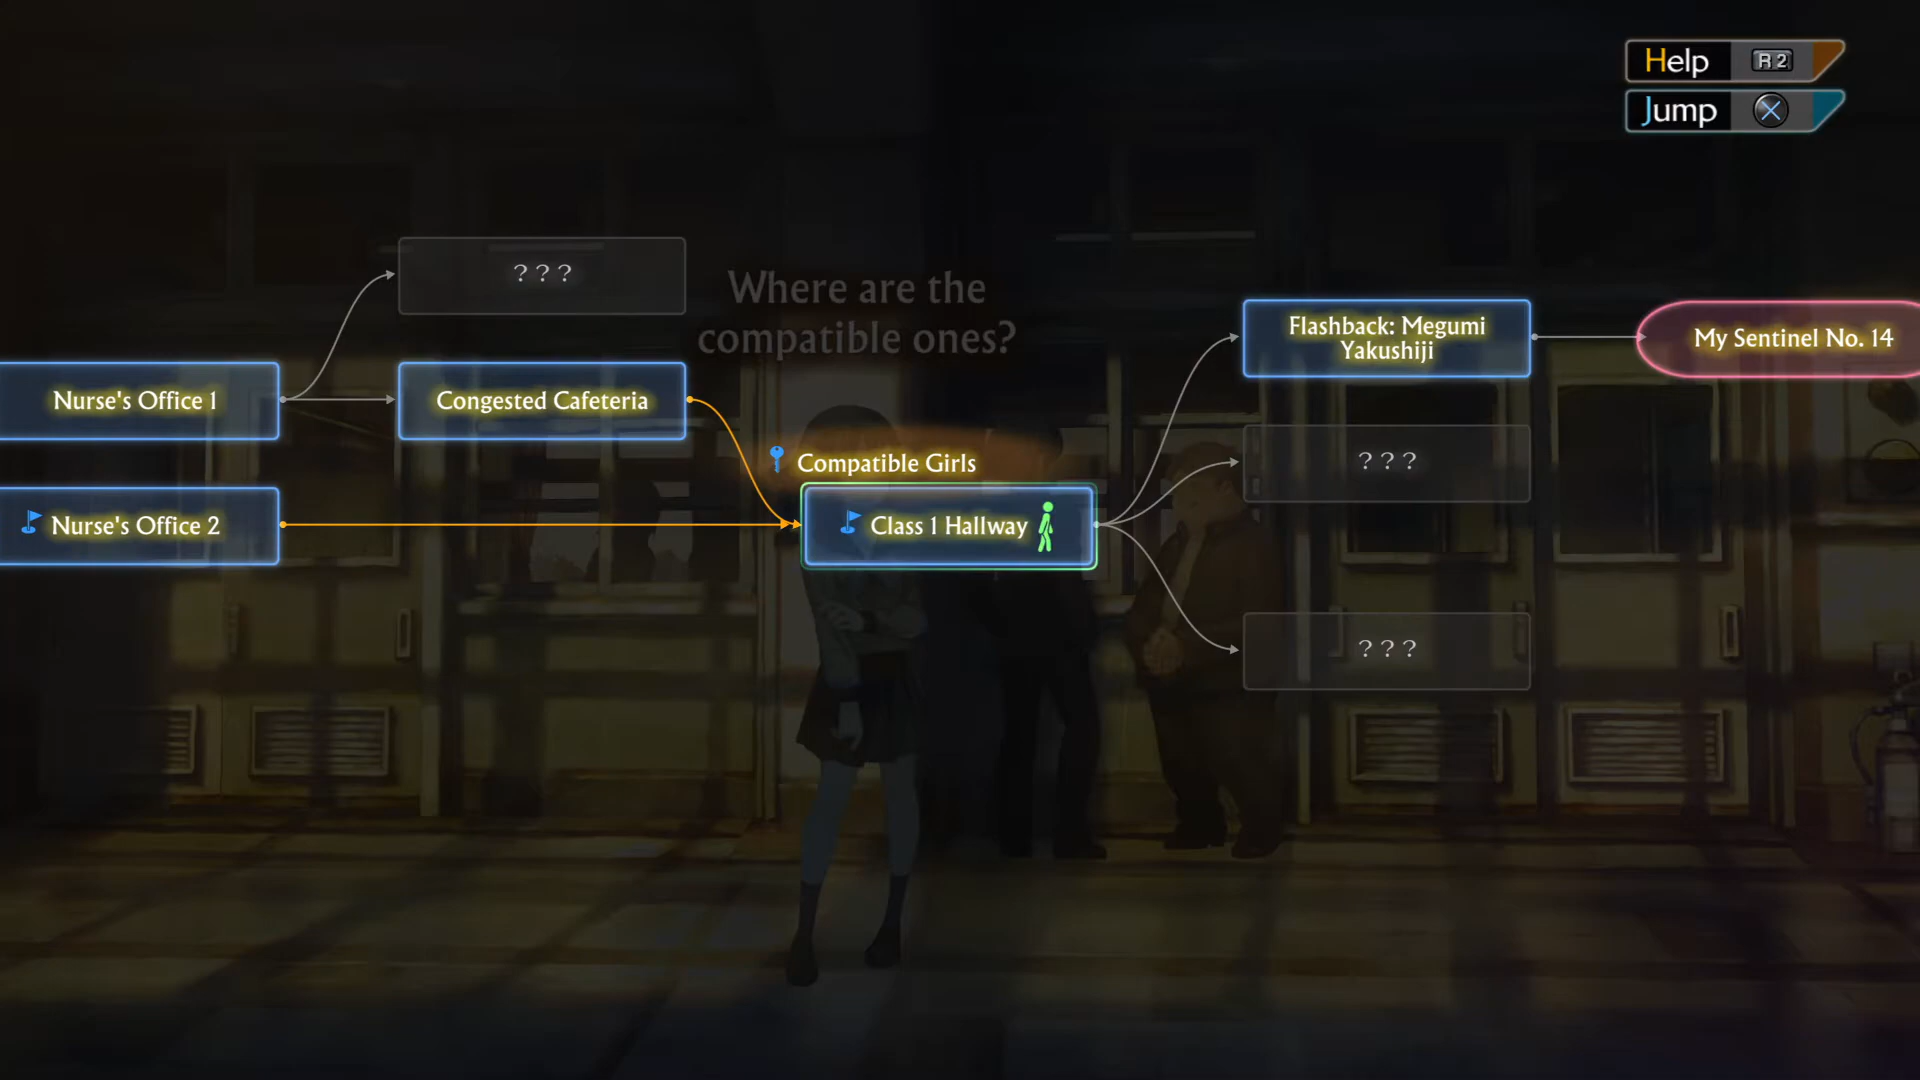 Help R2
Jump
? ? ?
Where are the
compatible ones?
Flashback: Megumi
Yakushiji
My Sentinel No. 14
Nurse's Office 1
Congested Cafeteria
Compatible Girls
? ? ?
Nurse's Office 2
Class 1 Hallway
? ? ?